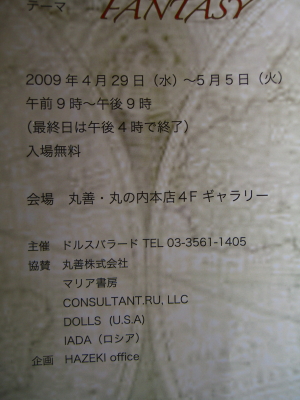 テーマ FANTASY
2009年4月29日（水）〜5月5日（火）
午前9時〜午後9時
（最終日は午後4時で終了）
入場無料
会場 丸善・丸の内本店4F ギャラリー
主催 ドルスバラード TEL 03-3561-1405
協賛 丸善株式会社
マリア書房
CONSULTANT.RU, LLC
DOLLS (U.S.A)
IADA（ロシア）
企画 HAZEKI office